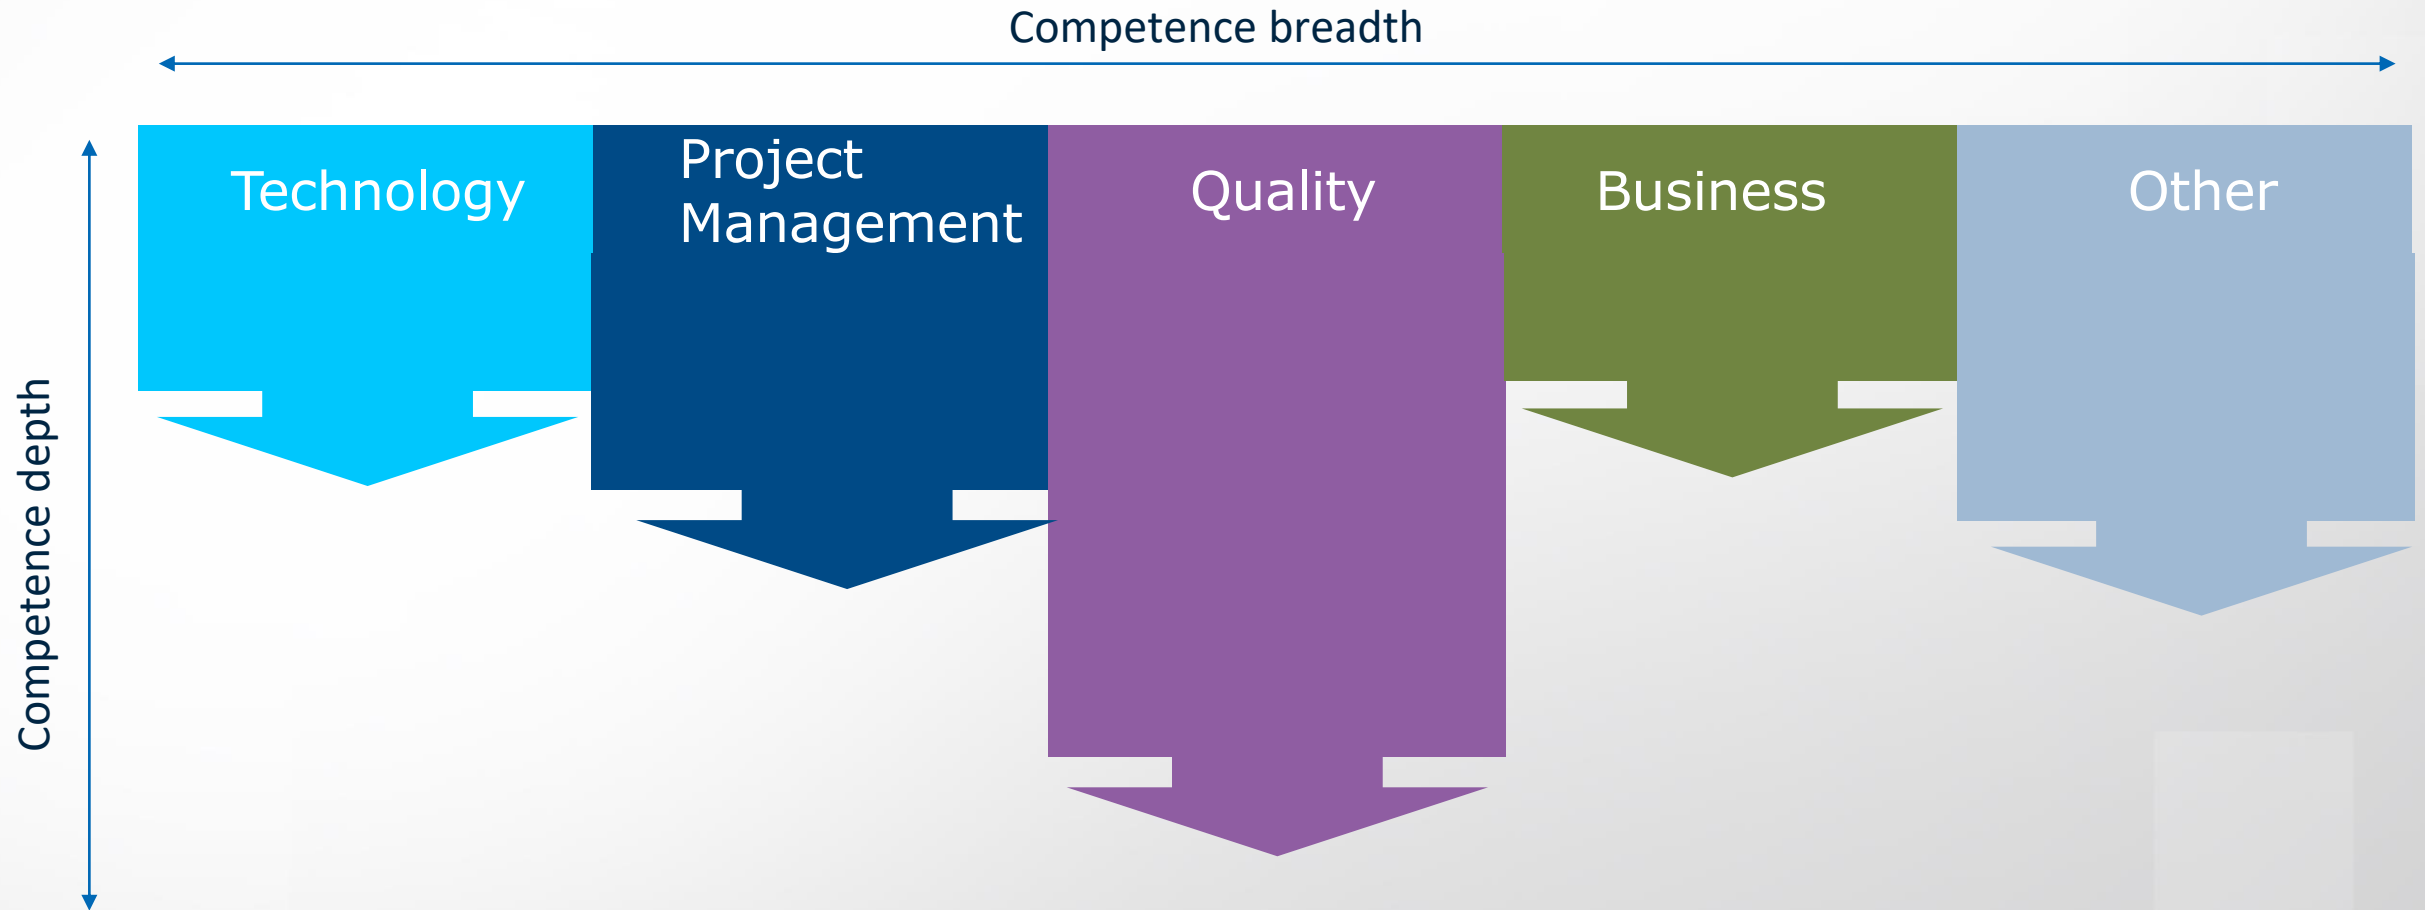 Competence breadth
Competence depth
Technology
Project
Management
Quality
Business
Other